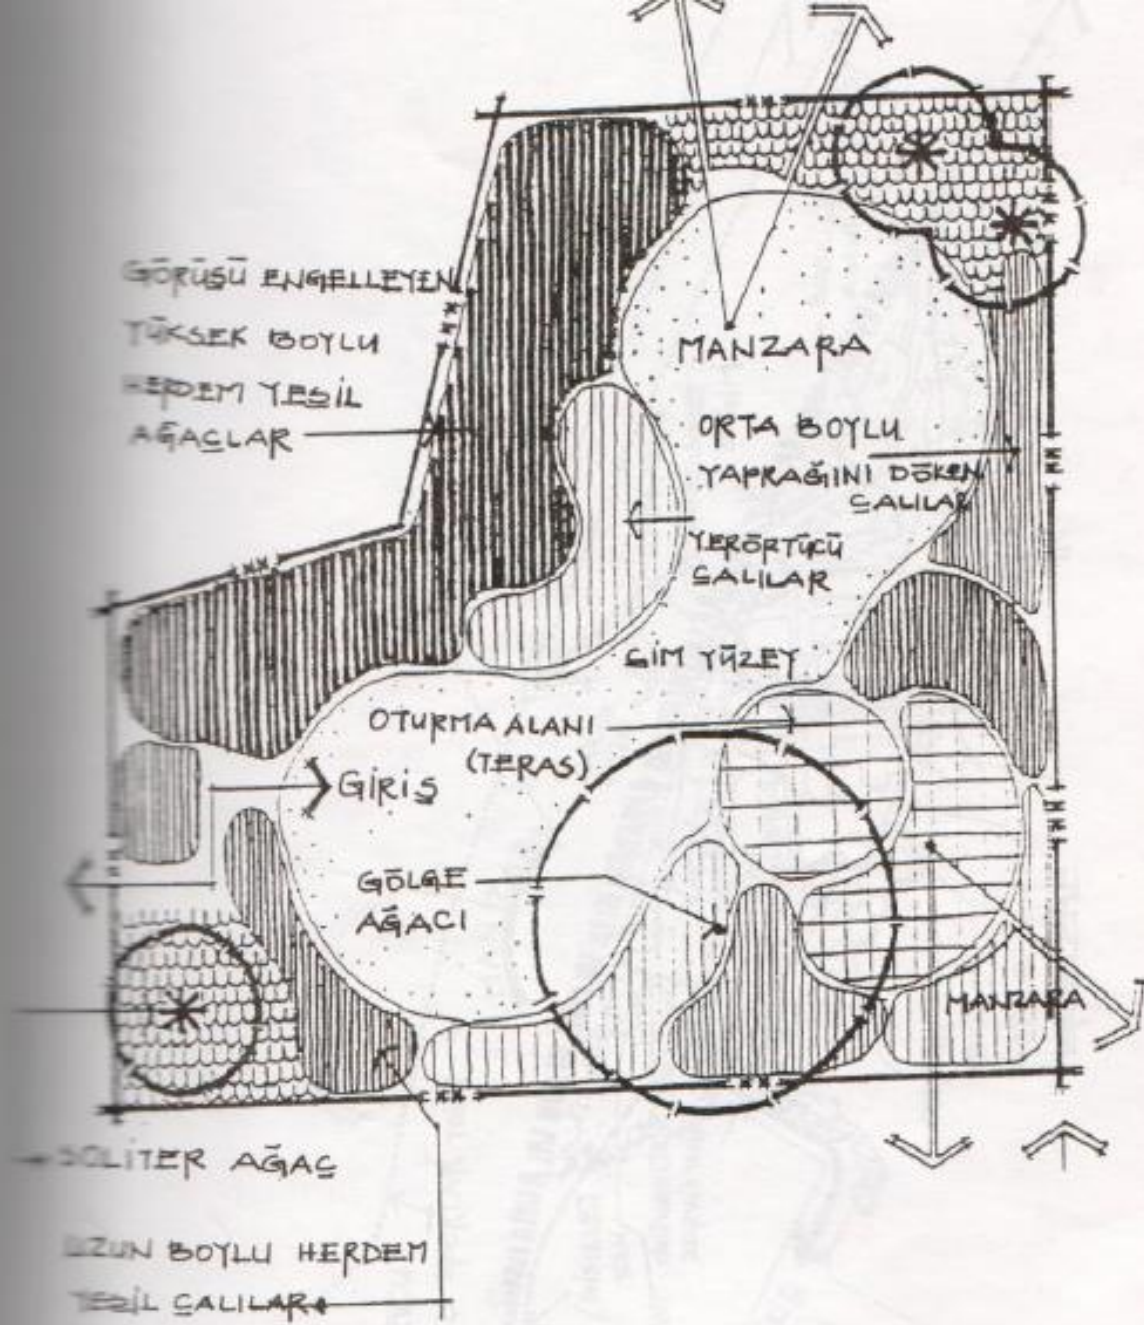 GÖRÜŞÜ ENGELLEYEN
YÜKSEK BOYLU
HERDEM YEŞİL
AĞAÇLAR
MANZARA
ORTA BOYLU
YAPRAĞINI DÖKEN
ÇALILAR
YERÖRTÜCÜ
ÇALILAR
ÇİM YÜZEY
OTURMA ALANI
(TERAS)
GİRİŞ
GÖLGE
AĞACI
MANZARA
SOLİTER AĞAÇ
UZUN BOYLU HERDEM
YEŞİL ÇALILAR